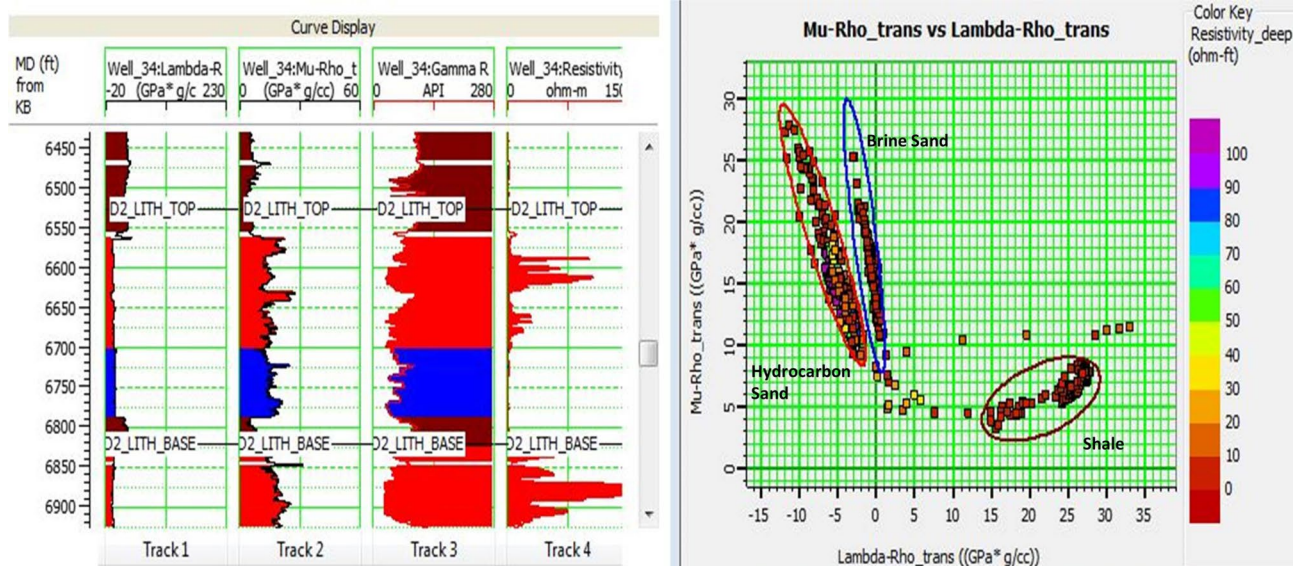 Curve Display
MD (ft)
from
KB
Well_34:Lambda-R
-20 (GPa* g/c 230
Well_34:Mu-Rho_t
0 (GPa* g/cc) 60
Well_34:Gamma R
0 API 280
Well_34:Resistivity
0 ohm-m 150
6450
6500
D2_LITH_TOP D2_LITH_TOP D2_LITH_TOP D2_LITH_TOP
6550
6600
6650
6700
6750
6800
D2_LITH_BASE D2_LITH_BASE D2_LITH_BASE D2_LITH_BASE
6850
6900
Track 1 Track 2 Track 3 Track 4
Mu-Rho_trans vs Lambda-Rho_trans
Mu-Rho_trans ((GPa* g/cc))
30
25
20
15
10
5
0
Brine Sand
Hydrocarbon
Sand
Shale
-15 -10 -5 0 5 10 15 20 25 30 35
Lambda-Rho_trans ((GPa* g/cc))
Color Key
Resistivity_deep
(ohm-ft)
100
90
80
70
60
50
40
30
20
10
0